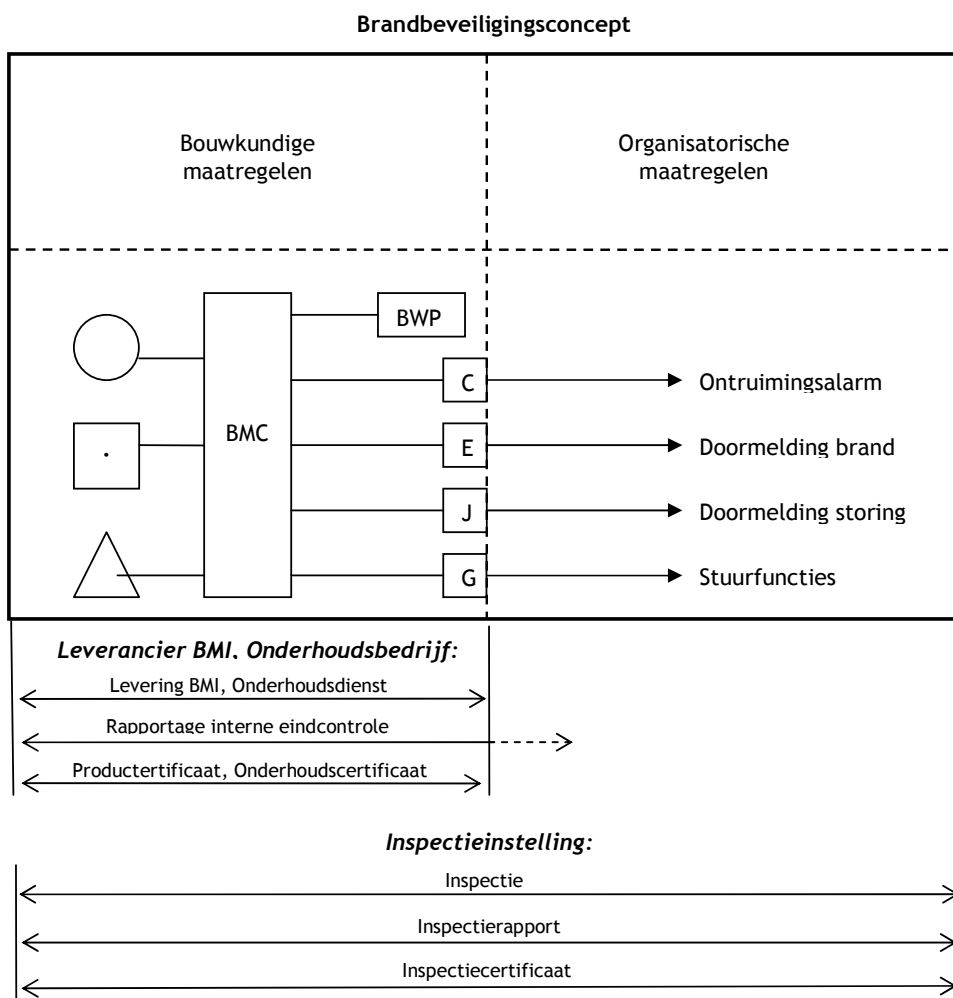 Brandbeveiligingsconcept
Bouwkundige
maatregelen
Organisatorische
maatregelen
BMC
BWP
C
Ontruimingsalarm
E
Doormelding brand
J
Doormelding storing
G
Stuurfuncties
Leverancier BMI, Onderhoudsbedrijf:
Levering BMI, Onderhoudsdienst
Rapportage interne eindcontrole
Productertificaat, Onderhoudscertificaat
Inspectieinstelling:
Inspectie
Inspectierapport
Inspectiecertificaat